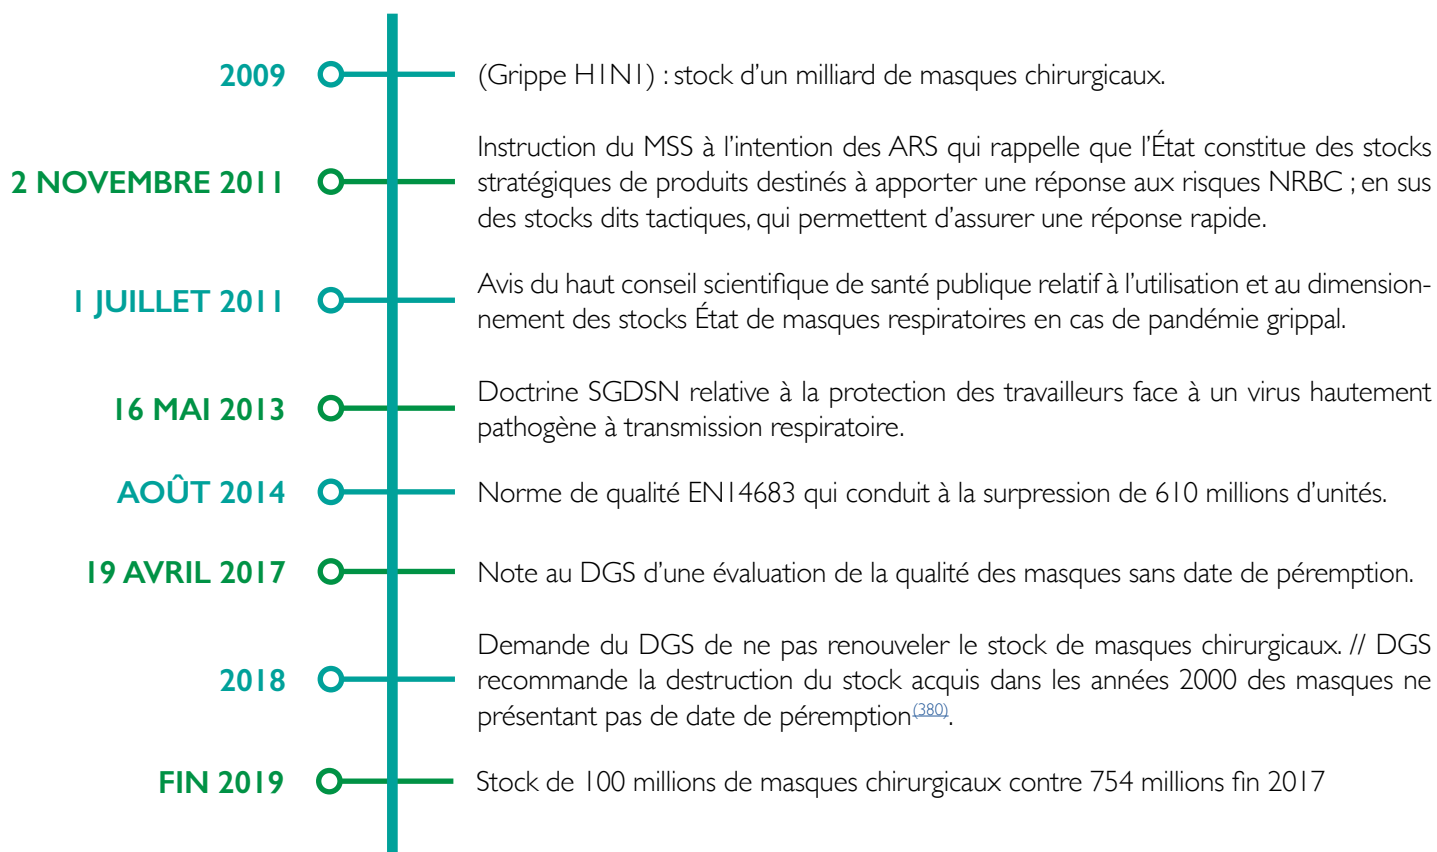 2009
(Grippe H1N1) : stock d'un milliard de masques chirurgicaux.
2 NOVEMBRE 2011
Instruction du MSS à l'intention des ARS qui rappelle que l'État constitue des stocks
stratégiques de produits destinés à apporter une réponse aux risques NRBC ; en sus
des stocks dits tactiques, qui permettent d'assurer une réponse rapide.
1 JUILLET 2011
Avis du haut conseil scientifique de santé publique relatif à l'utilisation et au dimension-
nement des stocks État de masques respiratoires en cas de pandémie grippal.
16 MAI 2013
Doctrine SGDSN relative à la protection des travailleurs face à un virus hautement
pathogène à transmission respiratoire.
AOÛT 2014
Norme de qualité EN14683 qui conduit à la surpression de 610 millions d'unités.
19 AVRIL 2017
Note au DGS d'une évaluation de la qualité des masques sans date de péremption.
2018
Demande du DGS de ne pas renouveler le stock de masques chirurgicaux. // DGS
recommande la destruction du stock acquis dans les années 2000 des masques ne
présentant pas de date de péremption(380).
FIN 2019
Stock de 100 millions de masques chirurgicaux contre 754 millions fin 2017